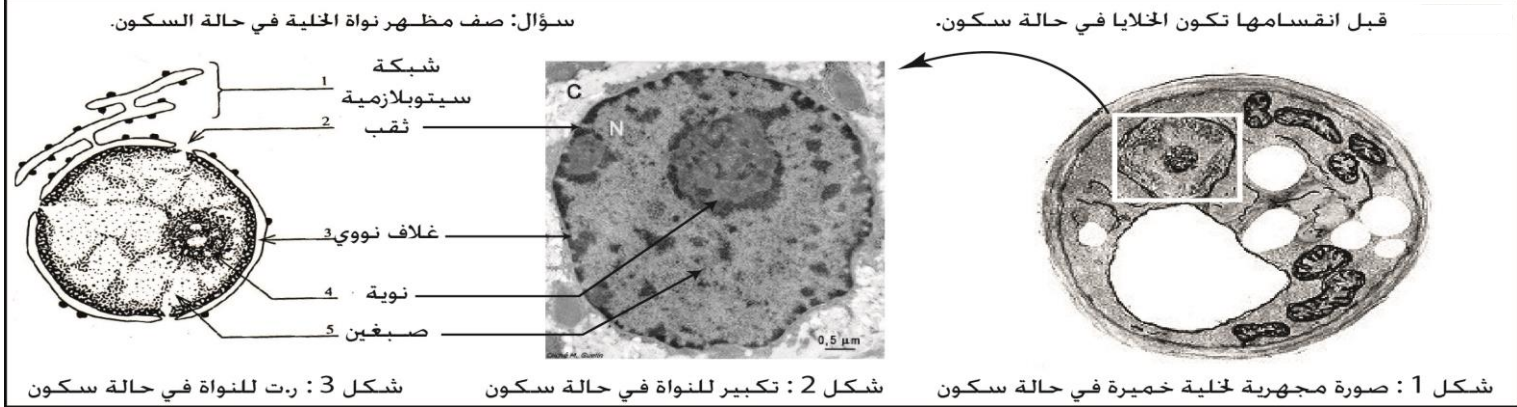 قبل انقسامها تكون الخلايا في حالة سكون.
سؤال: صف مظهر نواة الخلية في حالة السكون.
شبكة
سيتوبلازمية
1
ثقب
2
غلاف نووي
3
نوية
4
صبغين
5
C
N
0,5 µm
شكل 1 : صورة مجهرية لخلية خميرة في حالة سكون
شكل 2 : تكبير للنواة في حالة سكون
شكل 3 : ر.ت للنواة في حالة سكون